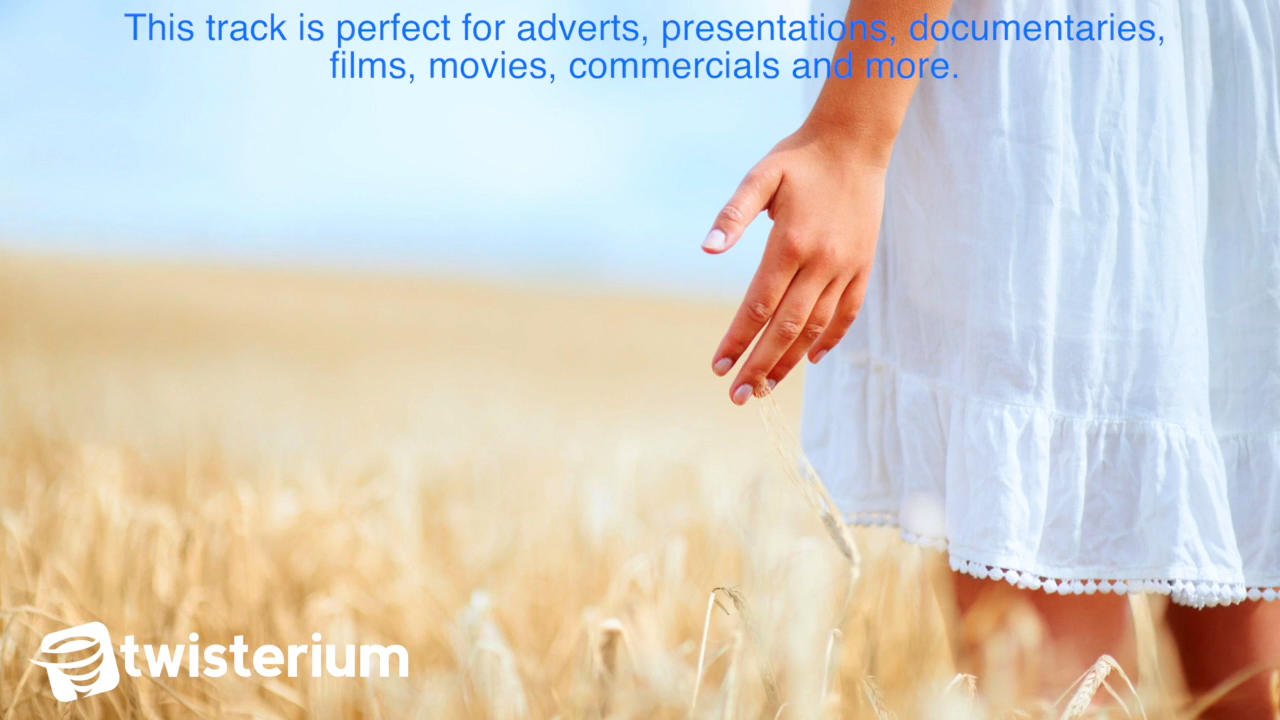 This track is perfect for adverts, presentations, documentaries,
films, movies, commercials and more.
twisterium